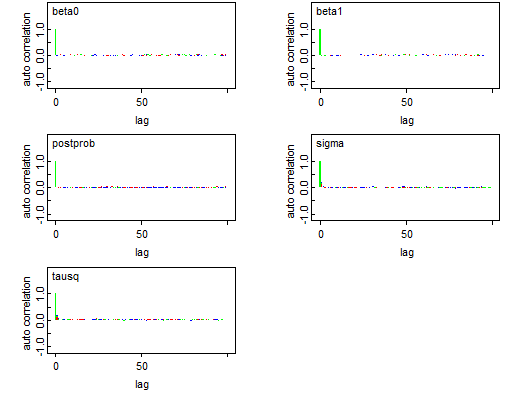 beta0
auto correlation
-1.0 0.0 1.0
0 50
lag
beta1
auto correlation
-1.0 0.0 1.0
0 50
lag
postprob
auto correlation
-1.0 0.0 1.0
0 50
lag
sigma
auto correlation
-1.0 0.0 1.0
0 50
lag
tausq
auto correlation
-1.0 0.0 1.0
0 50
lag